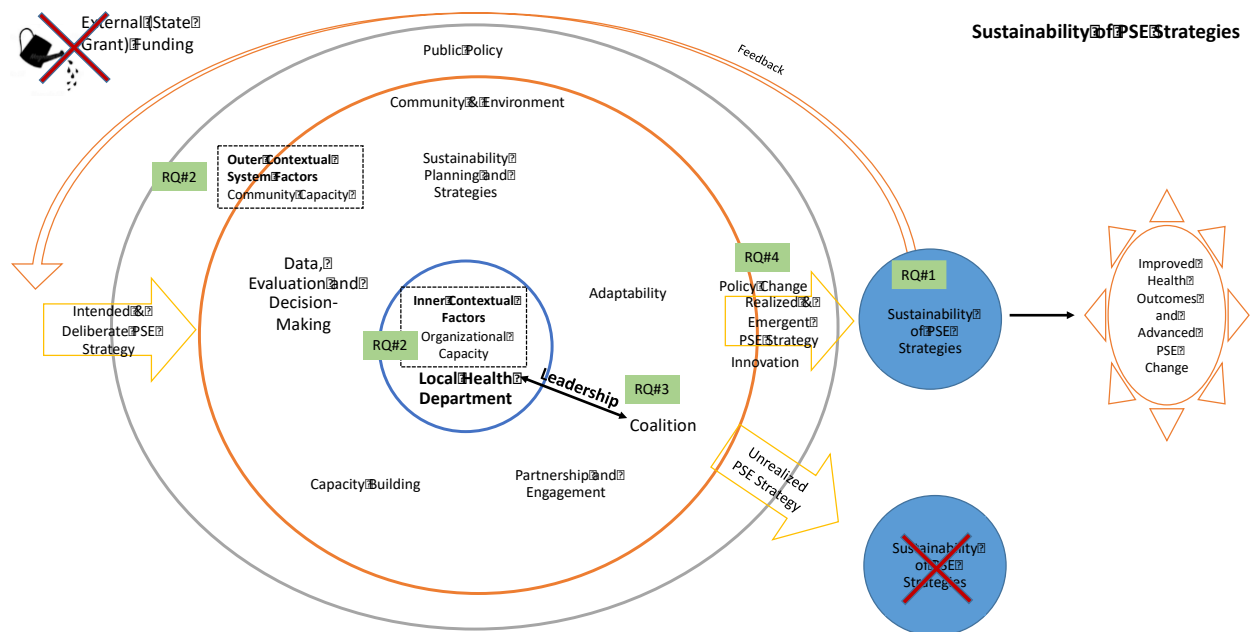 External (State
Grant) Funding
Sustainability of PSE Strategies
Public Policy
Feedback
Community & Environment
RQ#2
Outer Contextual
System Factors
Community Capacity
Sustainability
Planning and
Strategies
Data,
Evaluation and
Decision-
Making
Adaptability
RQ#4
Policy Change
Realized &
Emergent
PSE Strategy
Innovation
RQ#1
Sustainability
of PSE
Strategies
Improved
Health
Outcomes
and
Advanced
PSE
Change
Intended &
Deliberate PSE
Strategy
Inner Contextual
Factors
Organizational
Capacity
RQ#2
Local Health
Department
Leadership
RQ#3
Coalition
Capacity Building
Partnership and
Engagement
Unrealized
PSE Strategy
Sustainability
of PSE
Strategies